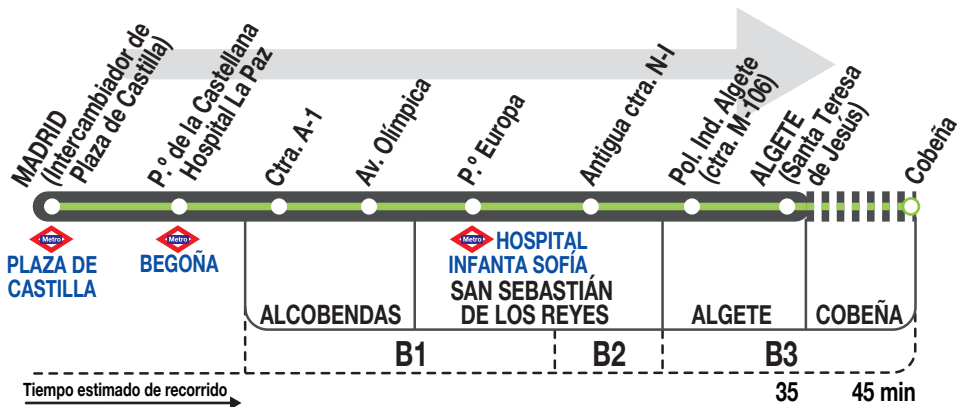 MADRID
(Intercambiador de
Plaza de Castilla)
P.º de la Castellana
Hospital La Paz
Ctra. A-1
Av. Olímpica
P.º Europa
Antigua ctra. N-I
Pol. Ind. Algete
(ctra. M-106)
ALGETE
(Santa Teresa
de Jesús)
Cobeña
Metro
PLAZA DE
CASTILLA
Metro
BEGOÑA
Metro HOSPITAL
INFANTA SOFÍA
ALCOBENDAS
SAN SEBASTIÁN
DE LOS REYES
ALGETE
COBEÑA
B1
B2
B3
Tiempo estimado de recorrido
35
45 min